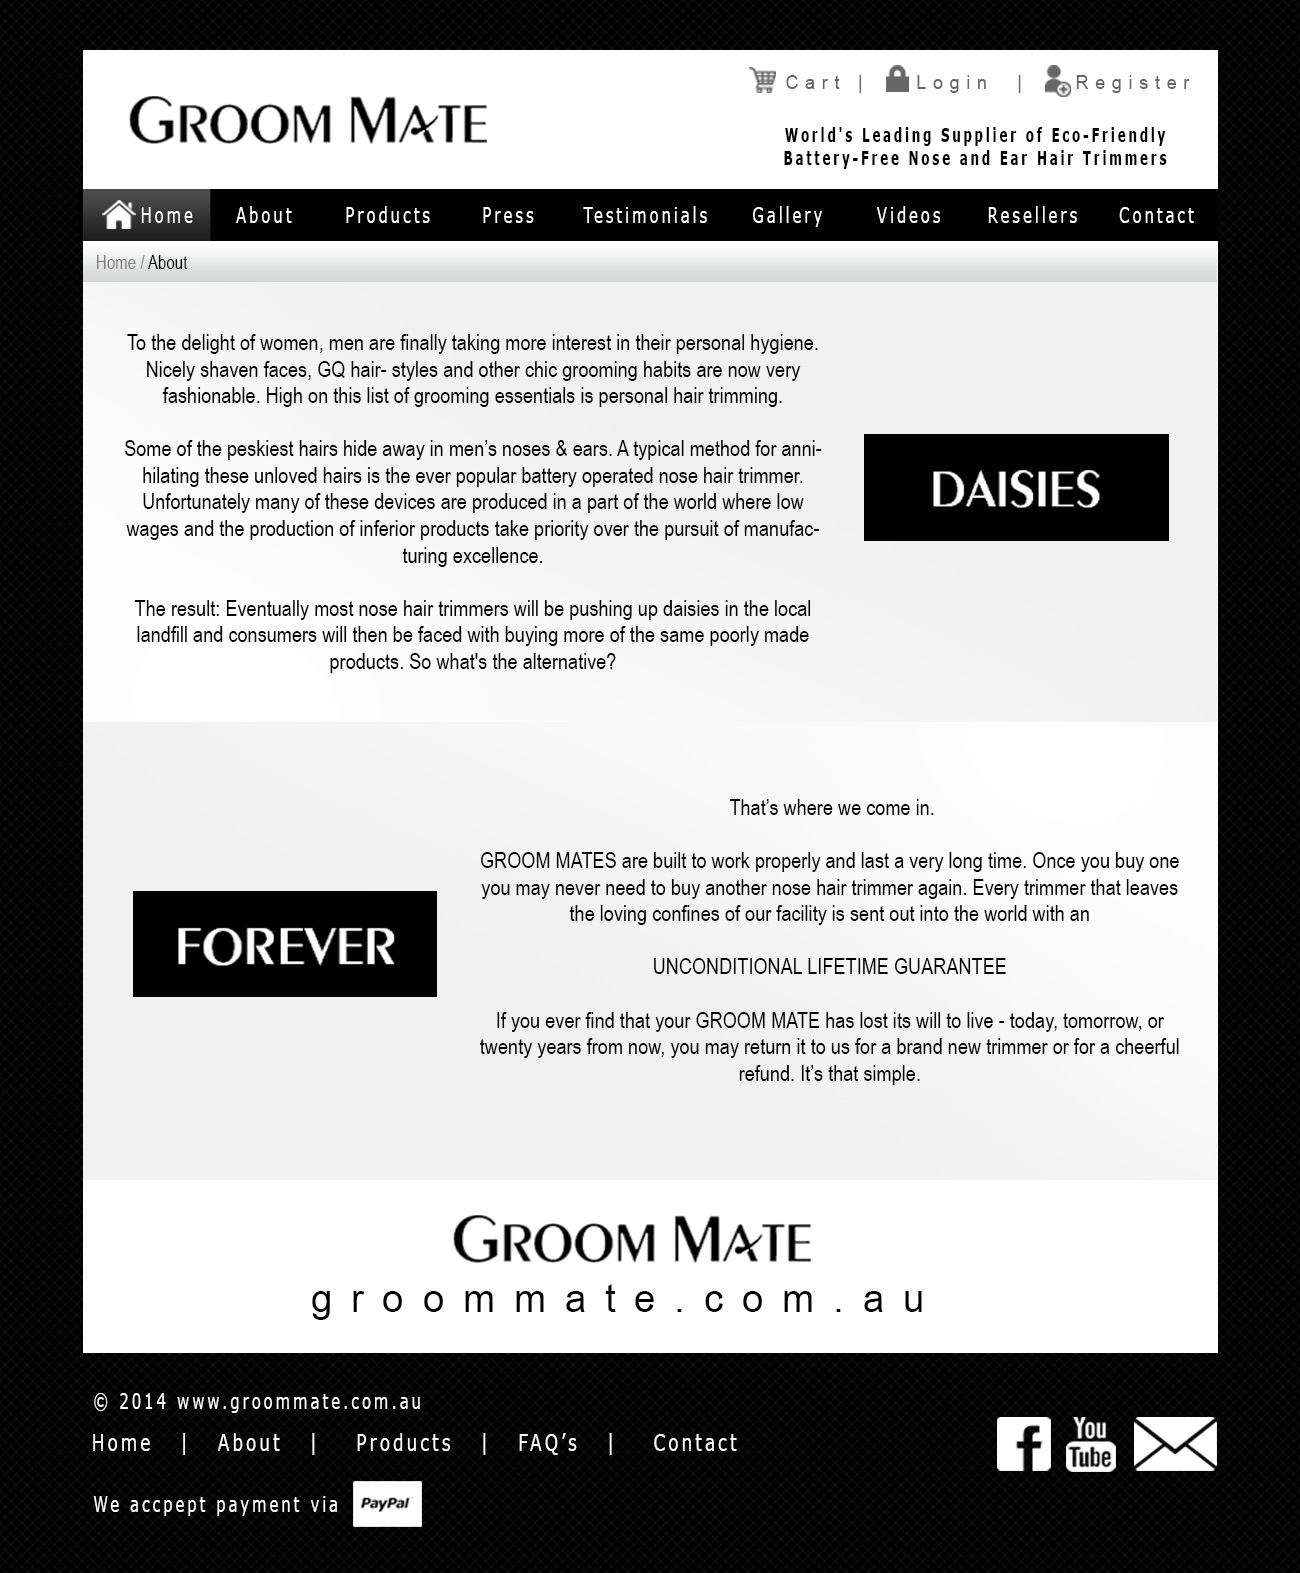 Cart | Login | Register
GROOM MATE
World's Leading Supplier of Eco-Friendly
Battery-Free Nose and Ear Hair Trimmers
Home About Products Press Testimonials Gallery Videos Resellers Contact
Home / About
To the delight of women, men are finally taking more interest in their personal hygiene.
Nicely shaven faces, GQ hair- styles and other chic grooming habits are now very
fashionable. High on this list of grooming essentials is personal hair trimming.
Some of the peskiest hairs hide away in men’s noses & ears. A typical method for anni-
hilating these unloved hairs is the ever popular battery operated nose hair trimmer.
Unfortunately many of these devices are produced in a part of the world where low
wages and the production of inferior products take priority over the pursuit of manufac-
turing excellence.
The result: Eventually most nose hair trimmers will be pushing up daisies in the local
landfill and consumers will then be faced with buying more of the same poorly made
products. So what's the alternative?
DAISIES
FOREVER
That’s where we come in.
GROOM MATES are built to work properly and last a very long time. Once you buy one
you may never need to buy another nose hair trimmer again. Every trimmer that leaves
the loving confines of our facility is sent out into the world with an
UNCONDITIONAL LIFETIME GUARANTEE
If you ever find that your GROOM MATE has lost its will to live - today, tomorrow, or
twenty years from now, you may return it to us for a brand new trimmer or for a cheerful
refund. It’s that simple.
GROOM MATE
groommate.com.au
© 2014 www.groommate.com.au
Home | About | Products | FAQ’s | Contact
f
You
Tube
We accpept payment via PayPal